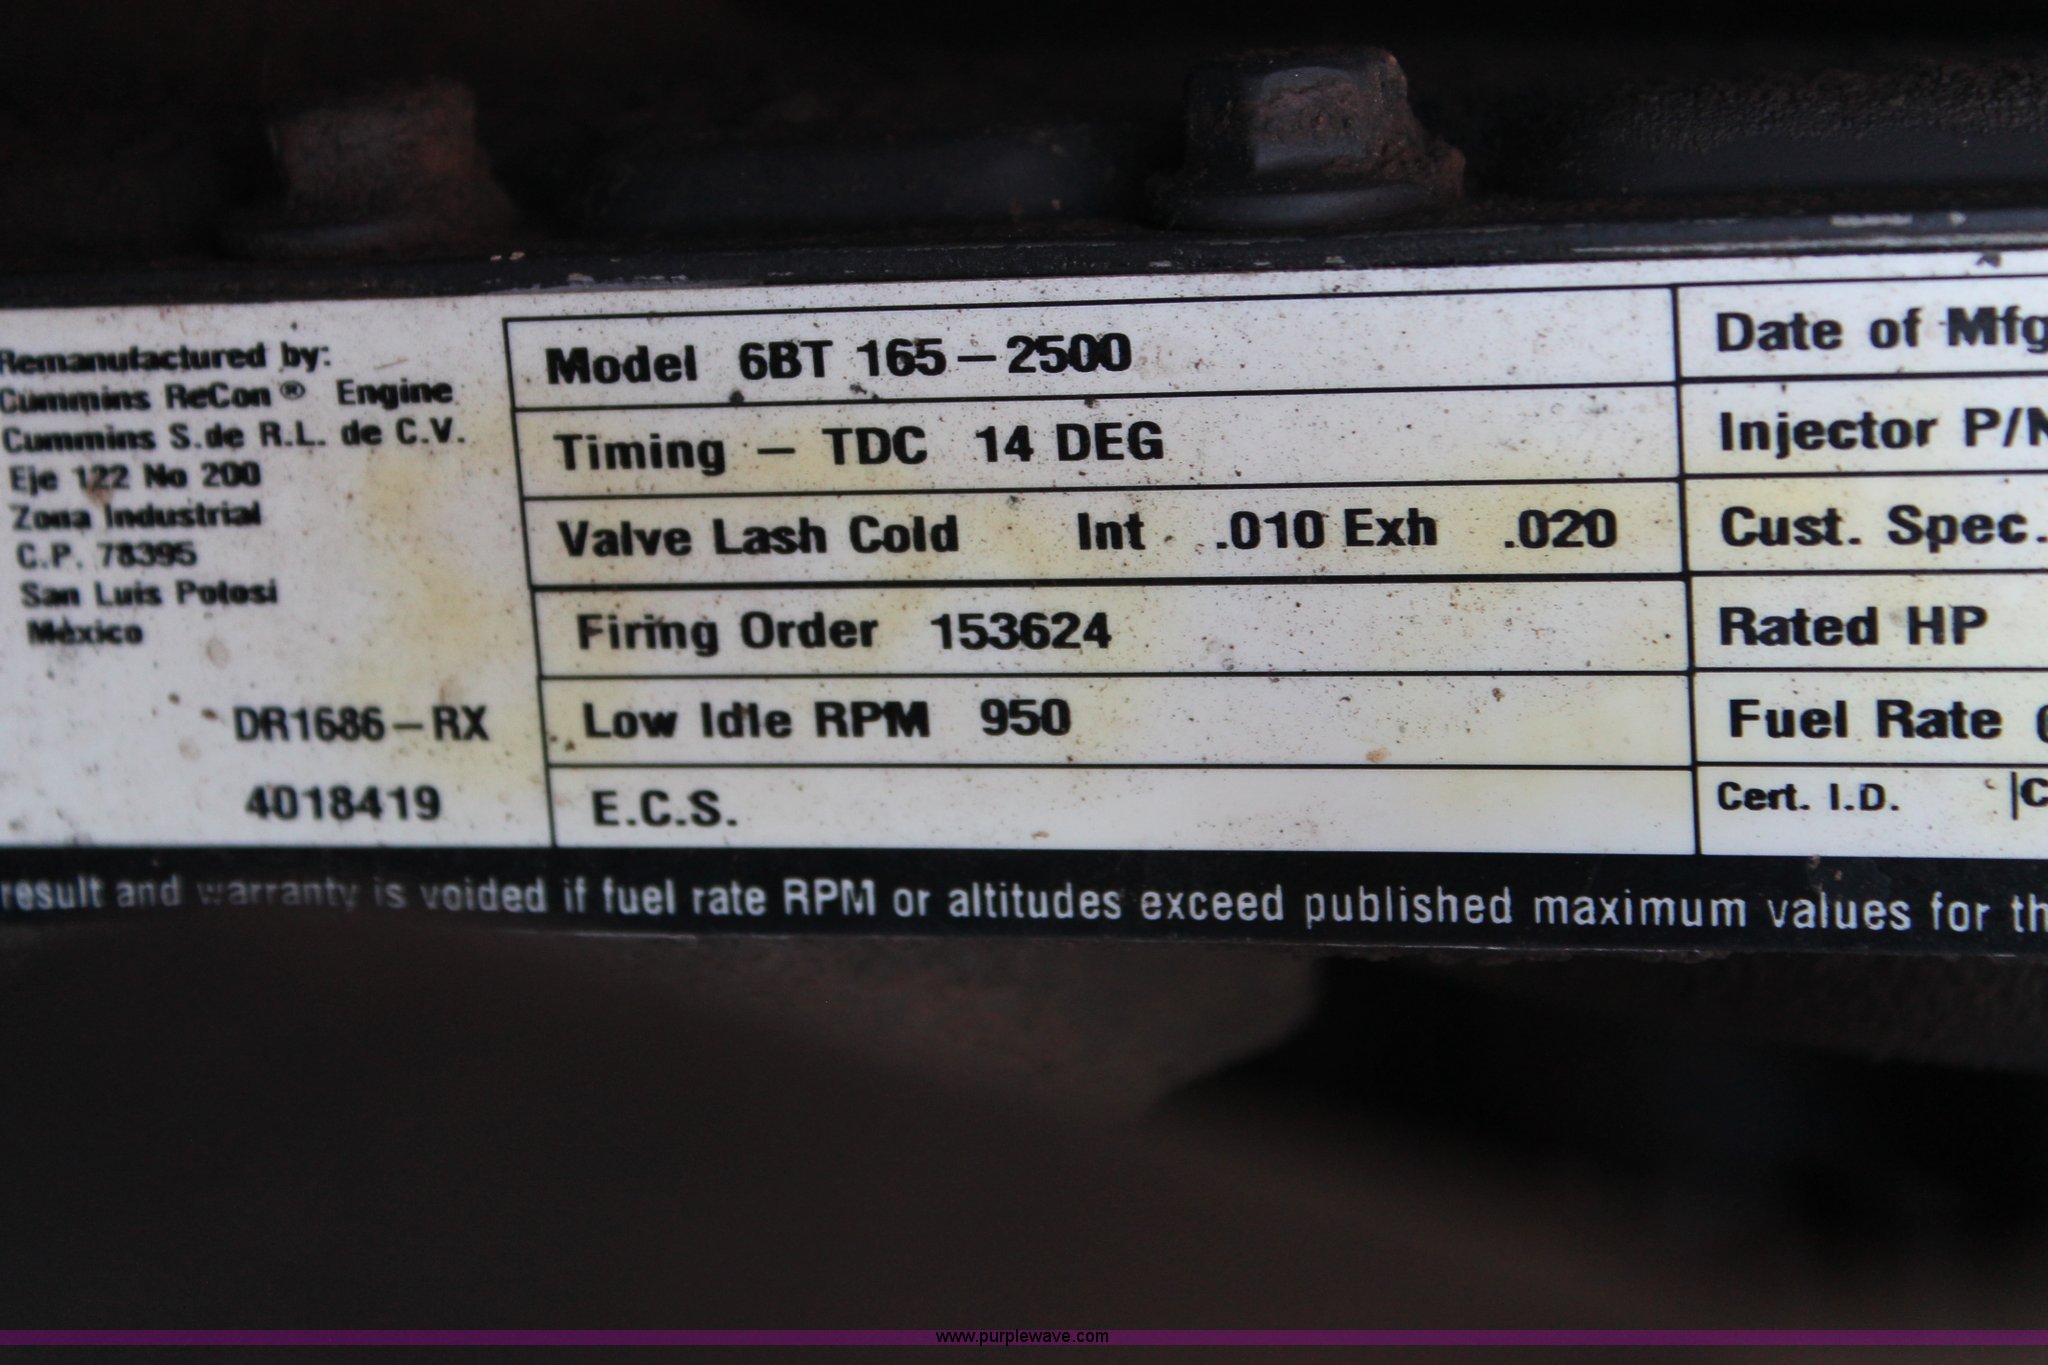 Remanufactured by:
Cummins ReCon® Engine
Cummins S.de R.L. de C.V.
Eje 122 No 200
Zona Industrial
C.P. 78395
San Luis Potosi
México
DR1686-RX
4018419
Model 6BT 165-2500
Timing - TDC 14 DEG
Valve Lash Cold Int .010 Exh .020
Firing Order 153624
Low Idle RPM 950
E.C.S.
Date of Mfg
Injector P/N
Cust. Spec.
Rated HP
Fuel Rate
Cert. I.D.
result and warranty is voided if fuel rate RPM or altitudes exceed published maximum values for th
www.purplewave.com